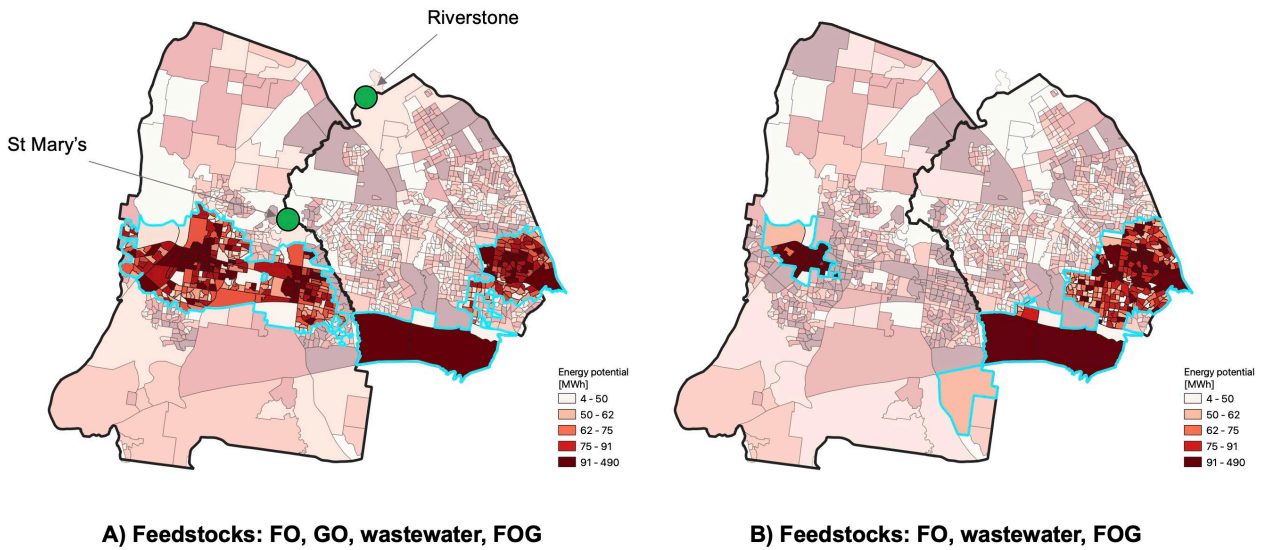 Riverstone
St Mary's
Energy potential
[MWh]
4 - 50
50 - 62
62 - 75
75 - 91
91 - 490
Energy potential
[MWh]
4 - 50
50 - 62
62 - 75
75 - 91
91 - 490
A) Feedstocks: FO, GO, wastewater, FOG
B) Feedstocks: FO, wastewater, FOG